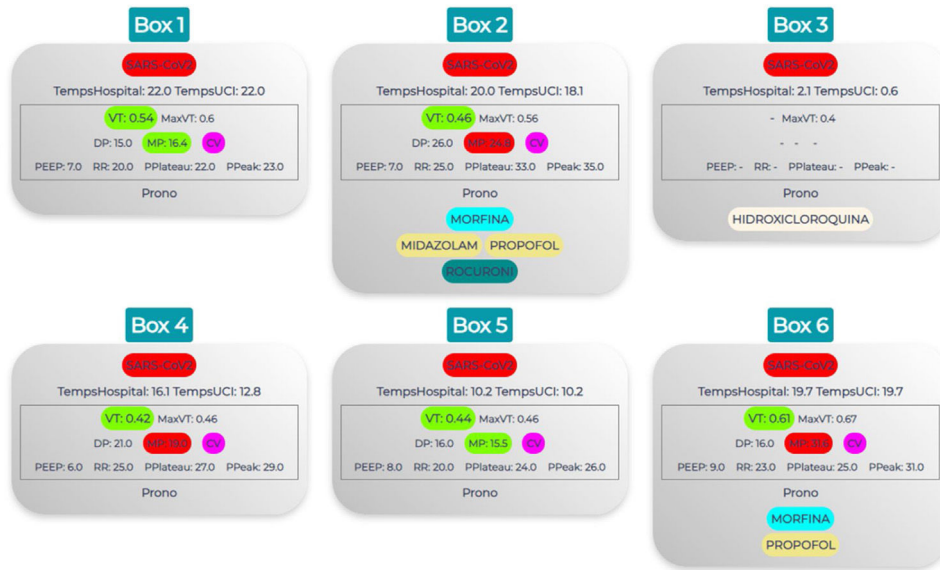 Box 1
SARS-CoV2
TempsHospital: 22.0 TempsUCI: 22.0
VT: 0.54 MaxVT: 0.6
DP: 15.0 MP: 16.4 CV
PEEP: 7.0 RR: 20.0 PPlateau: 22.0 PPeak: 23.0
Prono
Box 2
SARS-CoV2
TempsHospital: 20.0 TempsUCI: 18.1
VT: 0.46 MaxVT: 0.56
DP: 26.0 MP: 24.8 CV
PEEP: 7.0 RR: 25.0 PPlateau: 33.0 PPeak: 35.0
Prono
MORFINA
MIDAZOLAM PROPOFOL
ROCURONI
Box 3
SARS-CoV2
TempsHospital: 2.1 TempsUCI: 0.6
- MaxVT: 0.4
- - -
PEEP: - RR: - PPlateau: - PPeak: -
Prono
HIDROXICLOROQUINA
Box 4
SARS-CoV2
TempsHospital: 16.1 TempsUCI: 12.8
VT: 0.42 MaxVT: 0.46
DP: 21.0 MP: 19.0 CV
PEEP: 6.0 RR: 25.0 PPlateau: 27.0 PPeak: 29.0
Prono
Box 5
SARS-CoV2
TempsHospital: 10.2 TempsUCI: 10.2
VT: 0.44 MaxVT: 0.46
DP: 16.0 MP: 15.5 CV
PEEP: 8.0 RR: 20.0 PPlateau: 24.0 PPeak: 26.0
Prono
Box 6
SARS-CoV2
TempsHospital: 19.7 TempsUCI: 19.7
VT: 0.61 MaxVT: 0.67
DP: 16.0 MP: 31.6 CV
PEEP: 9.0 RR: 23.0 PPlateau: 25.0 PPeak: 31.0
Prono
MORFINA
PROPOFOL